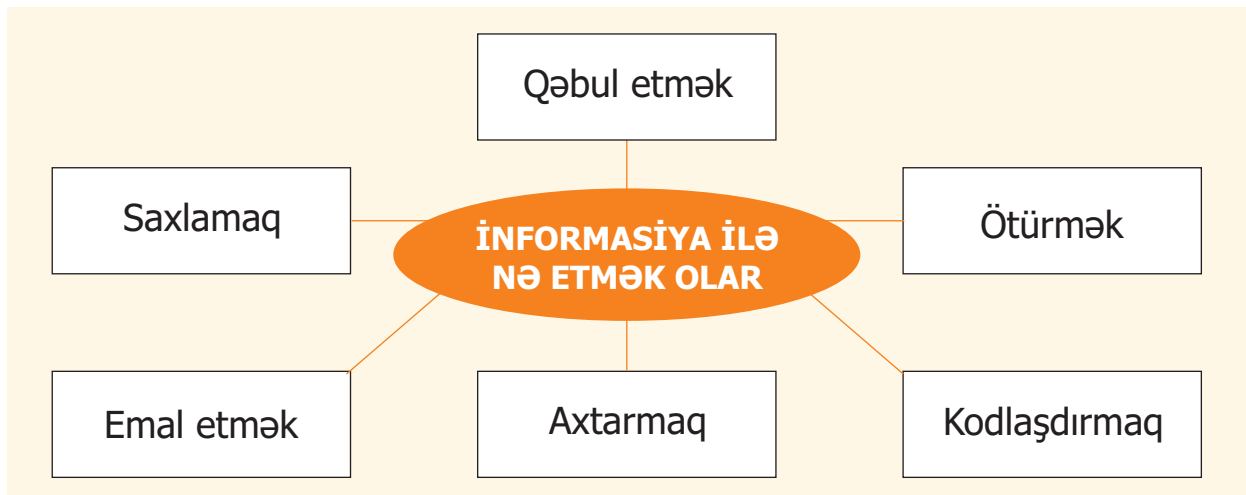 Qəbul etmək
Saxlamaq
Ötürmək
İNFORMASİYA İLƏ
NƏ ETMƏK OLAR
Emal etmək
Axtarmaq
Kodlaşdırmaq